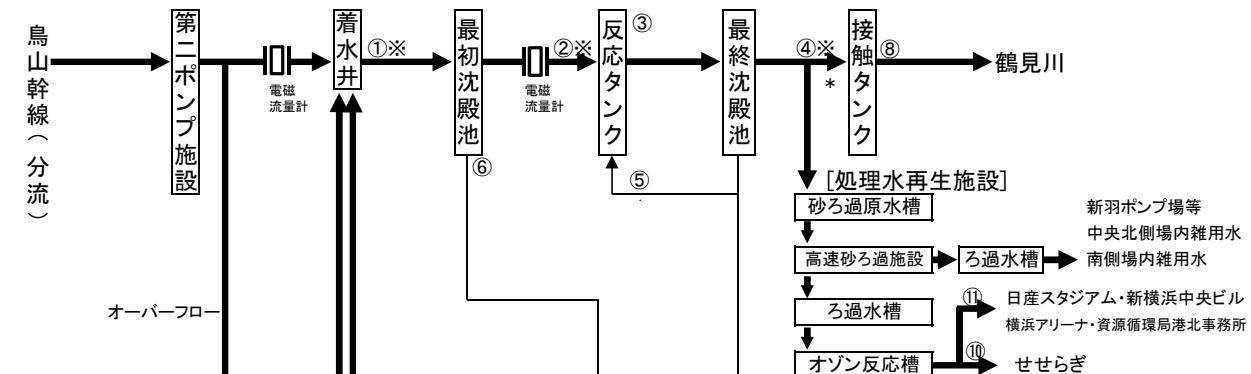 鳥山幹線（分流）
第二ポンプ施設
電磁
流量計
着水井
①※
最初沈殿池
⑥
電磁
流量計
②※
反応タンク
③
⑤
最終沈殿池
④※
*
接触タンク
⑧
鶴見川
[処理水再生施設]
砂ろ過原水槽
高速砂ろ過施設
ろ過水槽
新羽ポンプ場等
中央北側場内雑用水
南側場内雑用水
ろ過水槽
オゾン反応槽
⑪
日産スタジアム・新横浜中央ビル
横浜アリーナ・資源循環局港北事務所
⑩
せせらぎ
オーバーフロー